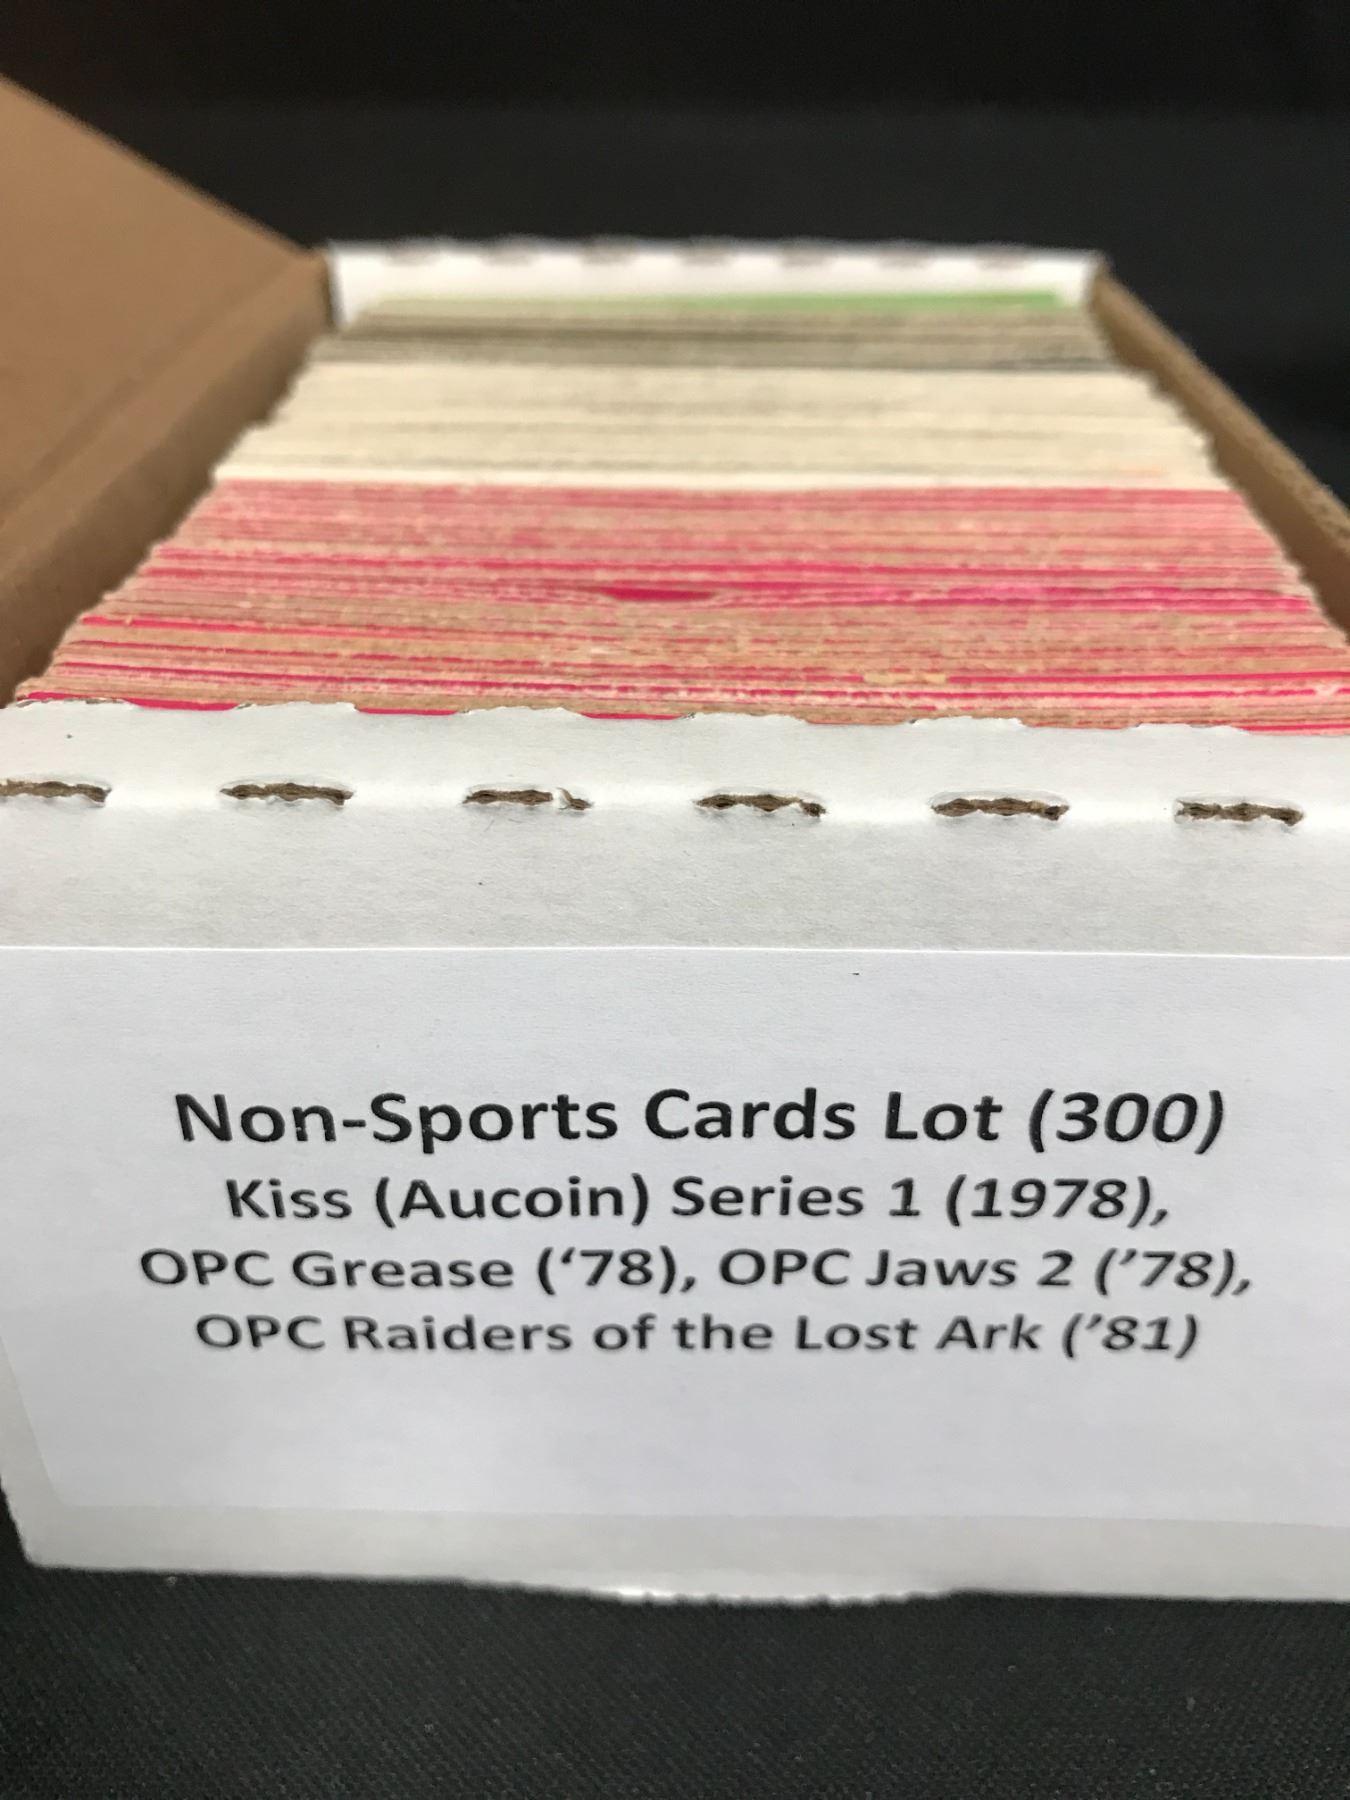 Non-Sports Cards Lot (300)
Kiss (Aucoin) Series 1 (1978),
OPC Grease (‘78), OPC Jaws 2 (’78),
OPC Raiders of the Lost Ark (’81)